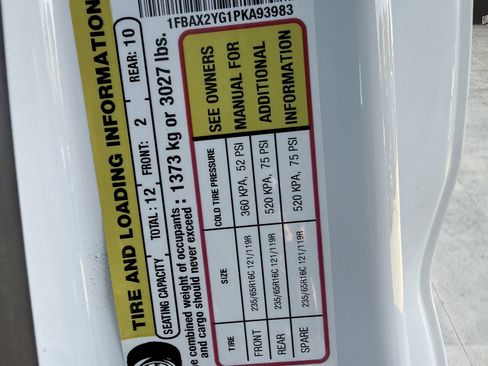 1FBAX2YG1PKA93983
TIRE AND LOADING INFORMATION
SEATING CAPACITY TOTAL : 12 FRONT: 2 REAR: 10
e combined weight of occupants : 1373 kg or 3027 lbs.
and cargo should never exceed
TIRE SIZE COLD TIRE PRESSURE
FRONT 235/65R16C 121/119R 360 KPA, 52 PSI
REAR 235/65R16C 121/119R 520 KPA, 75 PSI
SPARE 235/65R16C 121/119R 520 KPA, 75 PSI
SEE OWNERS
MANUAL FOR
ADDITIONAL
INFORMATION